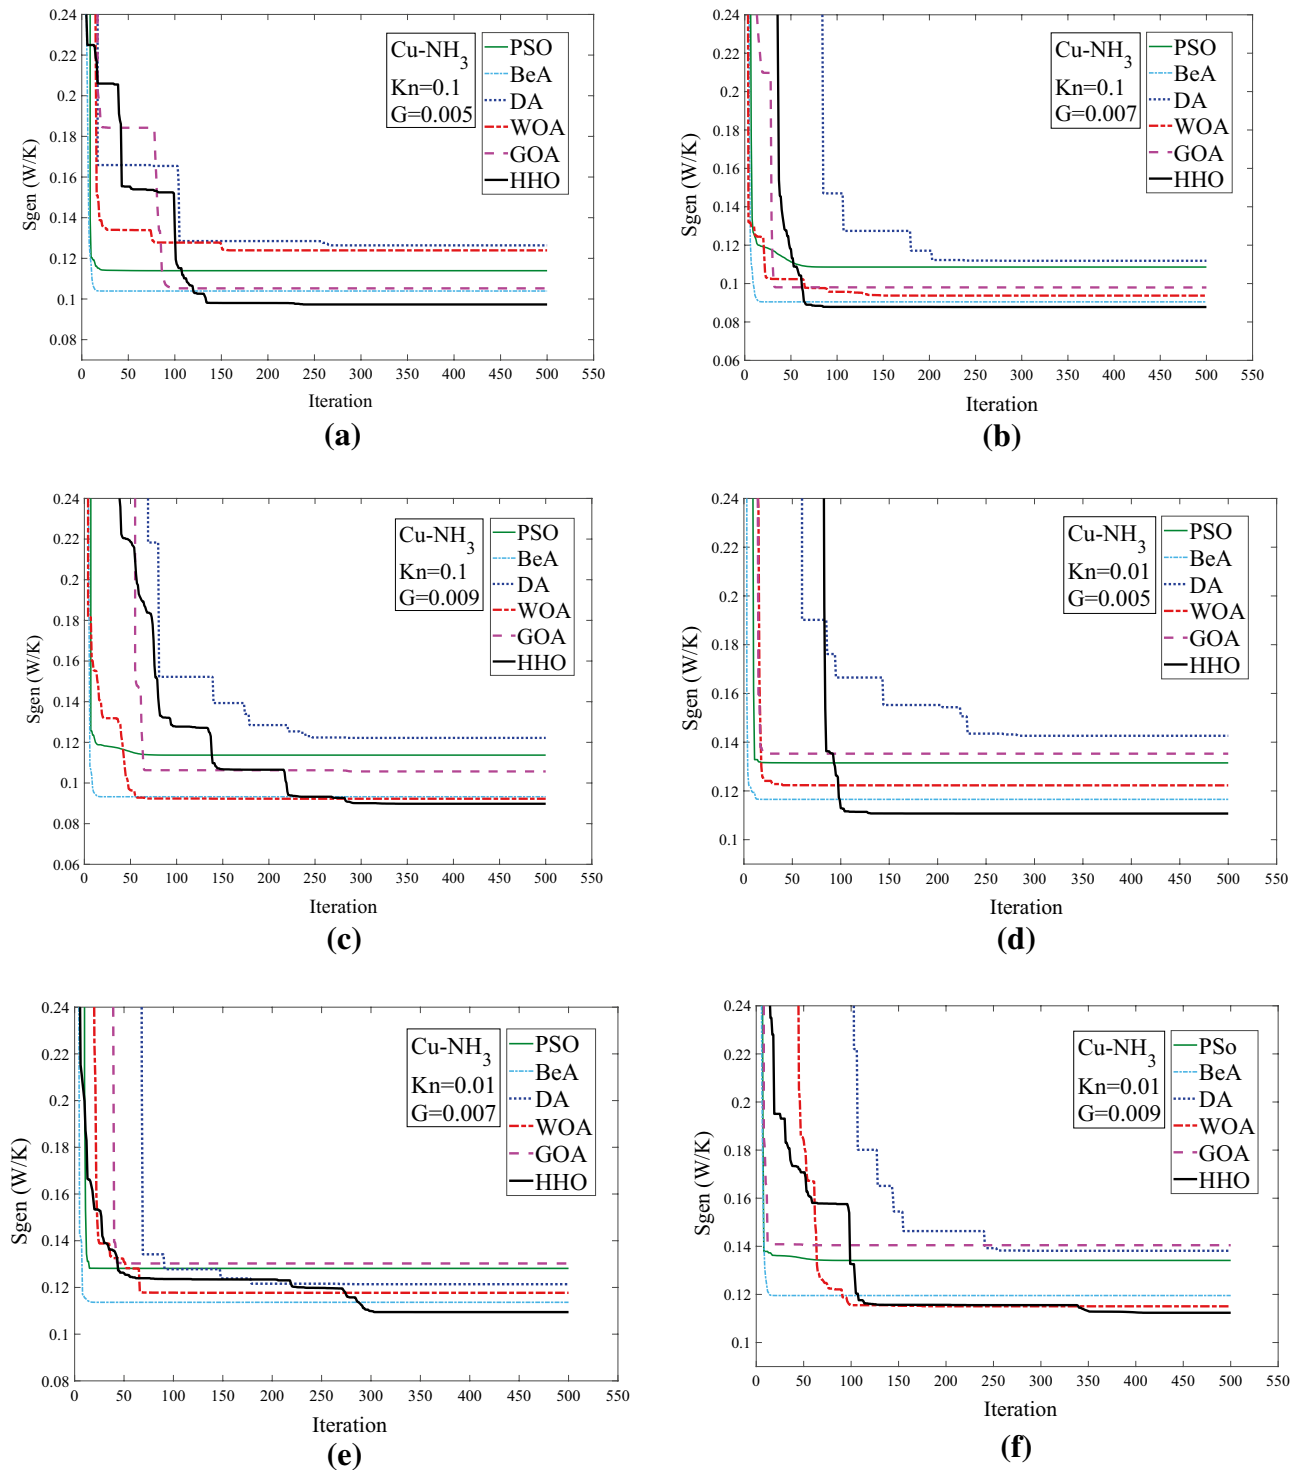 0.24
0.22
0.2
0.18
0.16
0.14
0.12
0.1
0.08
Sgen (W/K)
0 50 100 150 200 250 300 350 400 450 500 550
Iteration
Cu-NH3
Kn=0.1
G=0.005
PSO
BeA
DA
WOA
GOA
HHO
(a)
0.24
0.22
0.2
0.18
0.16
0.14
0.12
0.1
0.08
0.06
Sgen (W/K)
0 50 100 150 200 250 300 350 400 450 500 550
Iteration
Cu-NH3
Kn=0.1
G=0.007
PSO
BeA
DA
WOA
GOA
HHO
(b)
0.24
0.22
0.2
0.18
0.16
0.14
0.12
0.1
0.08
0.06
Sgen (W/K)
0 50 100 150 200 250 300 350 400 450 500 550
Iteration
Cu-NH3
Kn=0.1
G=0.009
PSO
BeA
DA
WOA
GOA
HHO
(c)
0.24
0.22
0.2
0.18
0.16
0.14
0.12
0.1
Sgen (W/K)
0 50 100 150 200 250 300 350 400 450 500 550
Iteration
Cu-NH3
Kn=0.01
G=0.005
PSO
BeA
DA
WOA
GOA
HHO
(d)
0.24
0.22
0.2
0.18
0.16
0.14
0.12
0.1
0.08
Sgen (W/K)
0 50 100 150 200 250 300 350 400 450 500 550
Iteration
Cu-NH3
Kn=0.01
G=0.007
PSO
BeA
DA
WOA
GOA
HHO
(e)
0.24
0.22
0.2
0.18
0.16
0.14
0.12
0.1
Sgen (W/K)
0 50 100 150 200 250 300 350 400 450 500 550
Iteration
Cu-NH3
Kn=0.01
G=0.009
PSo
BeA
DA
WOA
GOA
HHO
(f)